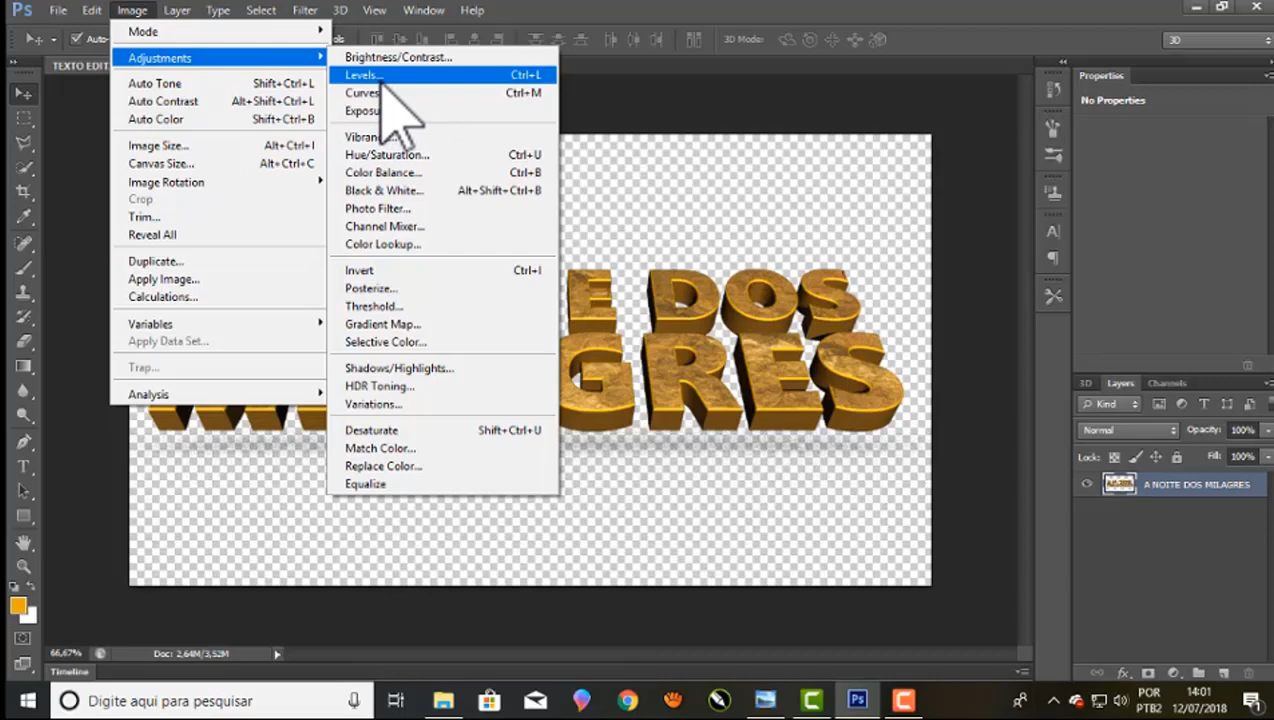 Ps File Edit Image Layer Type Select Filter 3D View Window Help
3D Mode:
3D
TEXTO EDIT
Mode
Adjustments
Auto Tone Shift+Ctrl+L
Auto Contrast Alt+Shift+Ctrl+L
Auto Color Shift+Ctrl+B
Image Size... Alt+Ctrl+I
Canvas Size... Alt+Ctrl+C
Image Rotation
Crop
Trim...
Reveal All
Duplicate...
Apply Image...
Calculations...
Variables
Apply Data Set...
Trap...
Analysis
Brightness/Contrast...
Levels... Ctrl+L
Curves Ctrl+M
Exposu
Vibran
Hue/Saturation... Ctrl+U
Color Balance... Ctrl+B
Black & White... Alt+Shift+Ctrl+B
Photo Filter...
Channel Mixer...
Color Lookup...
Invert Ctrl+I
Posterize...
Threshold...
Gradient Map...
Selective Color...
Shadows/Highlights...
HDR Toning...
Variations...
Desaturate Shift+Ctrl+U
Match Color...
Replace Color...
Equalize
E DOS
GRES
Properties
No Properties
3D Layers Channels
Kind
Normal Opacity: 100%
Lock: Fill: 100%
A NOITE DOS MILAGRES
66,67% Doc: 2,64M/3,52M
Timeline
Digite aqui para pesquisar
POR
PTB2
14:01
12/07/2018